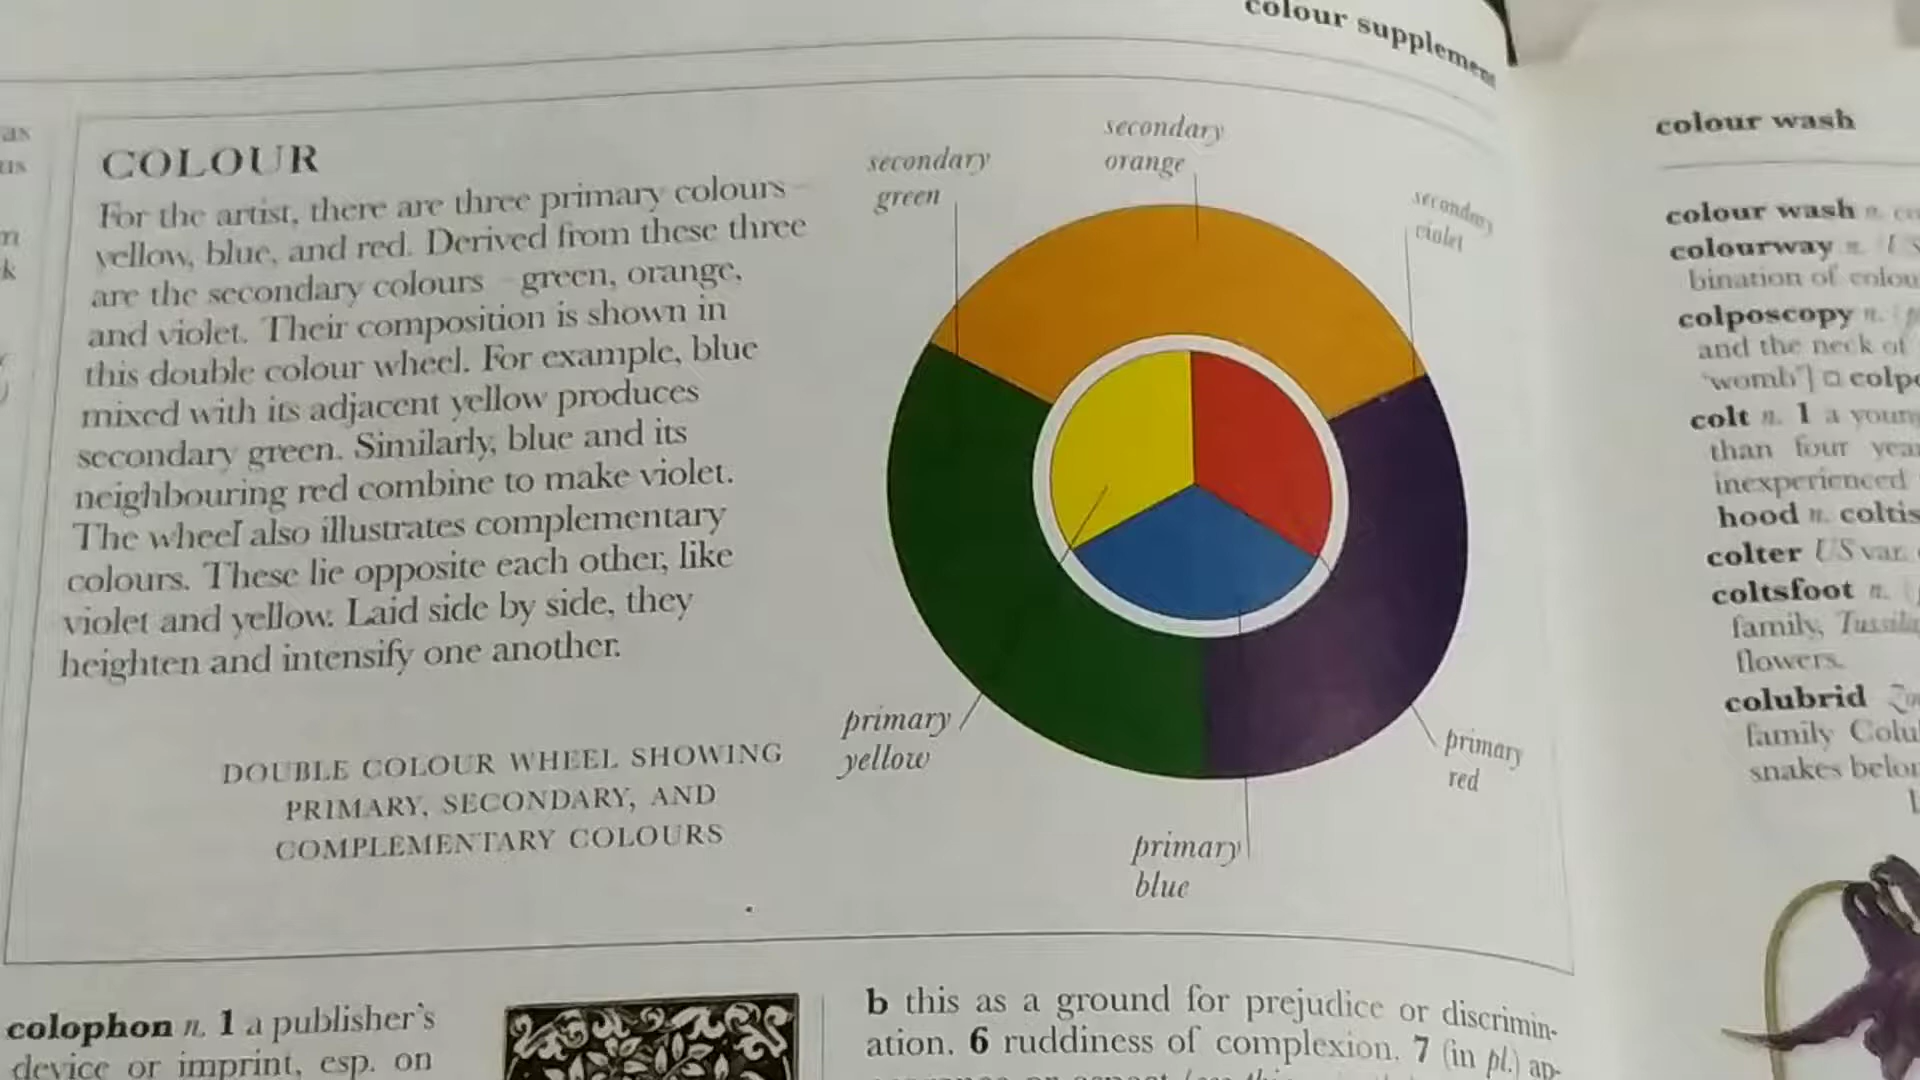 colour supplement
COLOUR
For the artist, there are three primary colours –
yellow, blue, and red. Derived from these three
are the secondary colours – green, orange,
and violet. Their composition is shown in
this double colour wheel. For example, blue
mixed with its adjacent yellow produces
secondary green. Similarly, blue and its
neighbouring red combine to make violet.
The wheel also illustrates complementary
colours. These lie opposite each other, like
violet and yellow. Laid side by side, they
heighten and intensify one another.
DOUBLE COLOUR WHEEL SHOWING
PRIMARY, SECONDARY, AND
COMPLEMENTARY COLOURS
secondary
green
secondary
orange
secondary
violet
primary
yellow
primary
blue
primary
red
colophon n. 1 a publisher's
device or imprint, esp. on
b this as a ground for prejudice or discrimin-
ation. 6 ruddiness of complexion. 7 (in pl.) ap-
colour wash
colour wash n.
colourway n.
bination of
colposcopy n.
and the neck of
'womb'] □
colt n. 1 a young
than four
inexperienced
hood n.
colter US var.
coltsfoot n.
family,
flowers.
colubrid
family
snakes